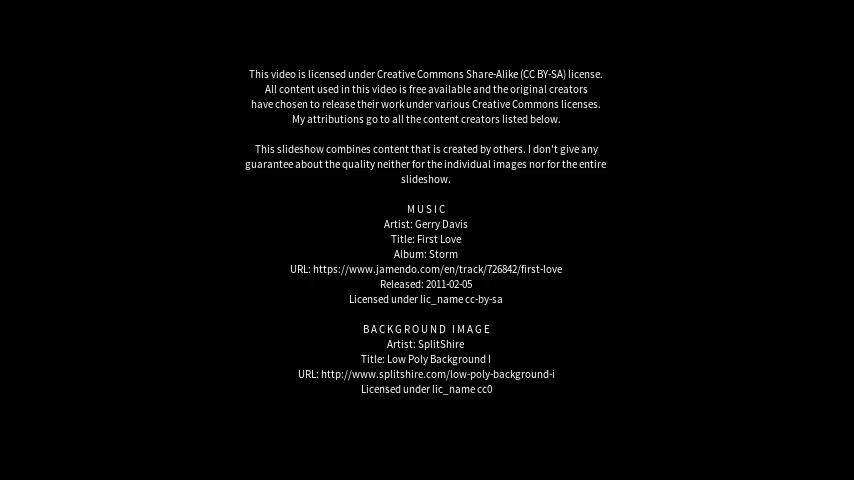 This video is licensed under Creative Commons Share-Alike (CC BY-SA) license.
All content used in this video is free available and the original creators
have chosen to release their work under various Creative Commons licenses.
My attributions go to all the content creators listed below.
This slideshow combines content that is created by others. I don't give any
guarantee about the quality neither for the individual images nor for the entire
slideshow.
MUSIC
Artist: Gerry Davis
Title: First Love
Album: Storm
URL: https://www.jamendo.com/en/track/726842/first-love
Released: 2011-02-05
Licensed under lic_name cc-by-sa
BACKGROUND IMAGE
Artist: SplitShire
Title: Low Poly Background I
URL: http://www.splitshire.com/low-poly-background-i
Licensed under lic_name cc0